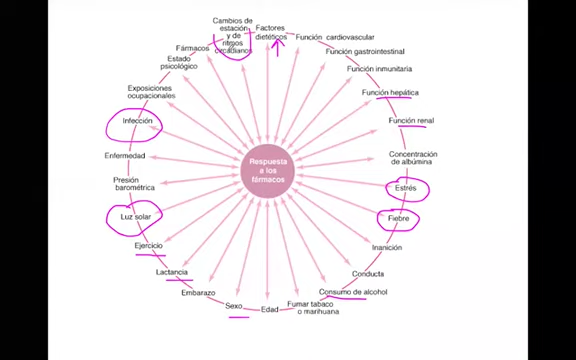 Cambios de
estación
y de
ritmos
circadianos
Factores
dietéticos
Función cardiovascular
Función gastrointestinal
Función inmunitaria
Función hepática
Función renal
Concentración
de albúmina
Estrés
Fiebre
Inanición
Conducta
Consumo de alcohol
Fumar tabaco
o marihuana
Edad
Sexo
Embarazo
Lactancia
Ejercicio
Luz solar
Presión
barométrica
Enfermedad
Infección
Exposiciones
ocupacionales
Estado
psicológico
Fármacos
Respuesta
a los
fármacos